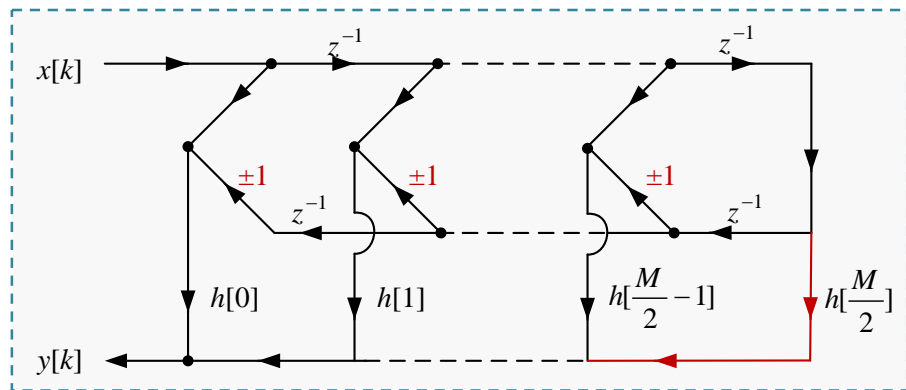 z⁻¹ z⁻¹
x[k]
±1 ±1 ±1
z⁻¹ z⁻¹
h[0] h[1] h[M/2 −1] h[M/2]
y[k]